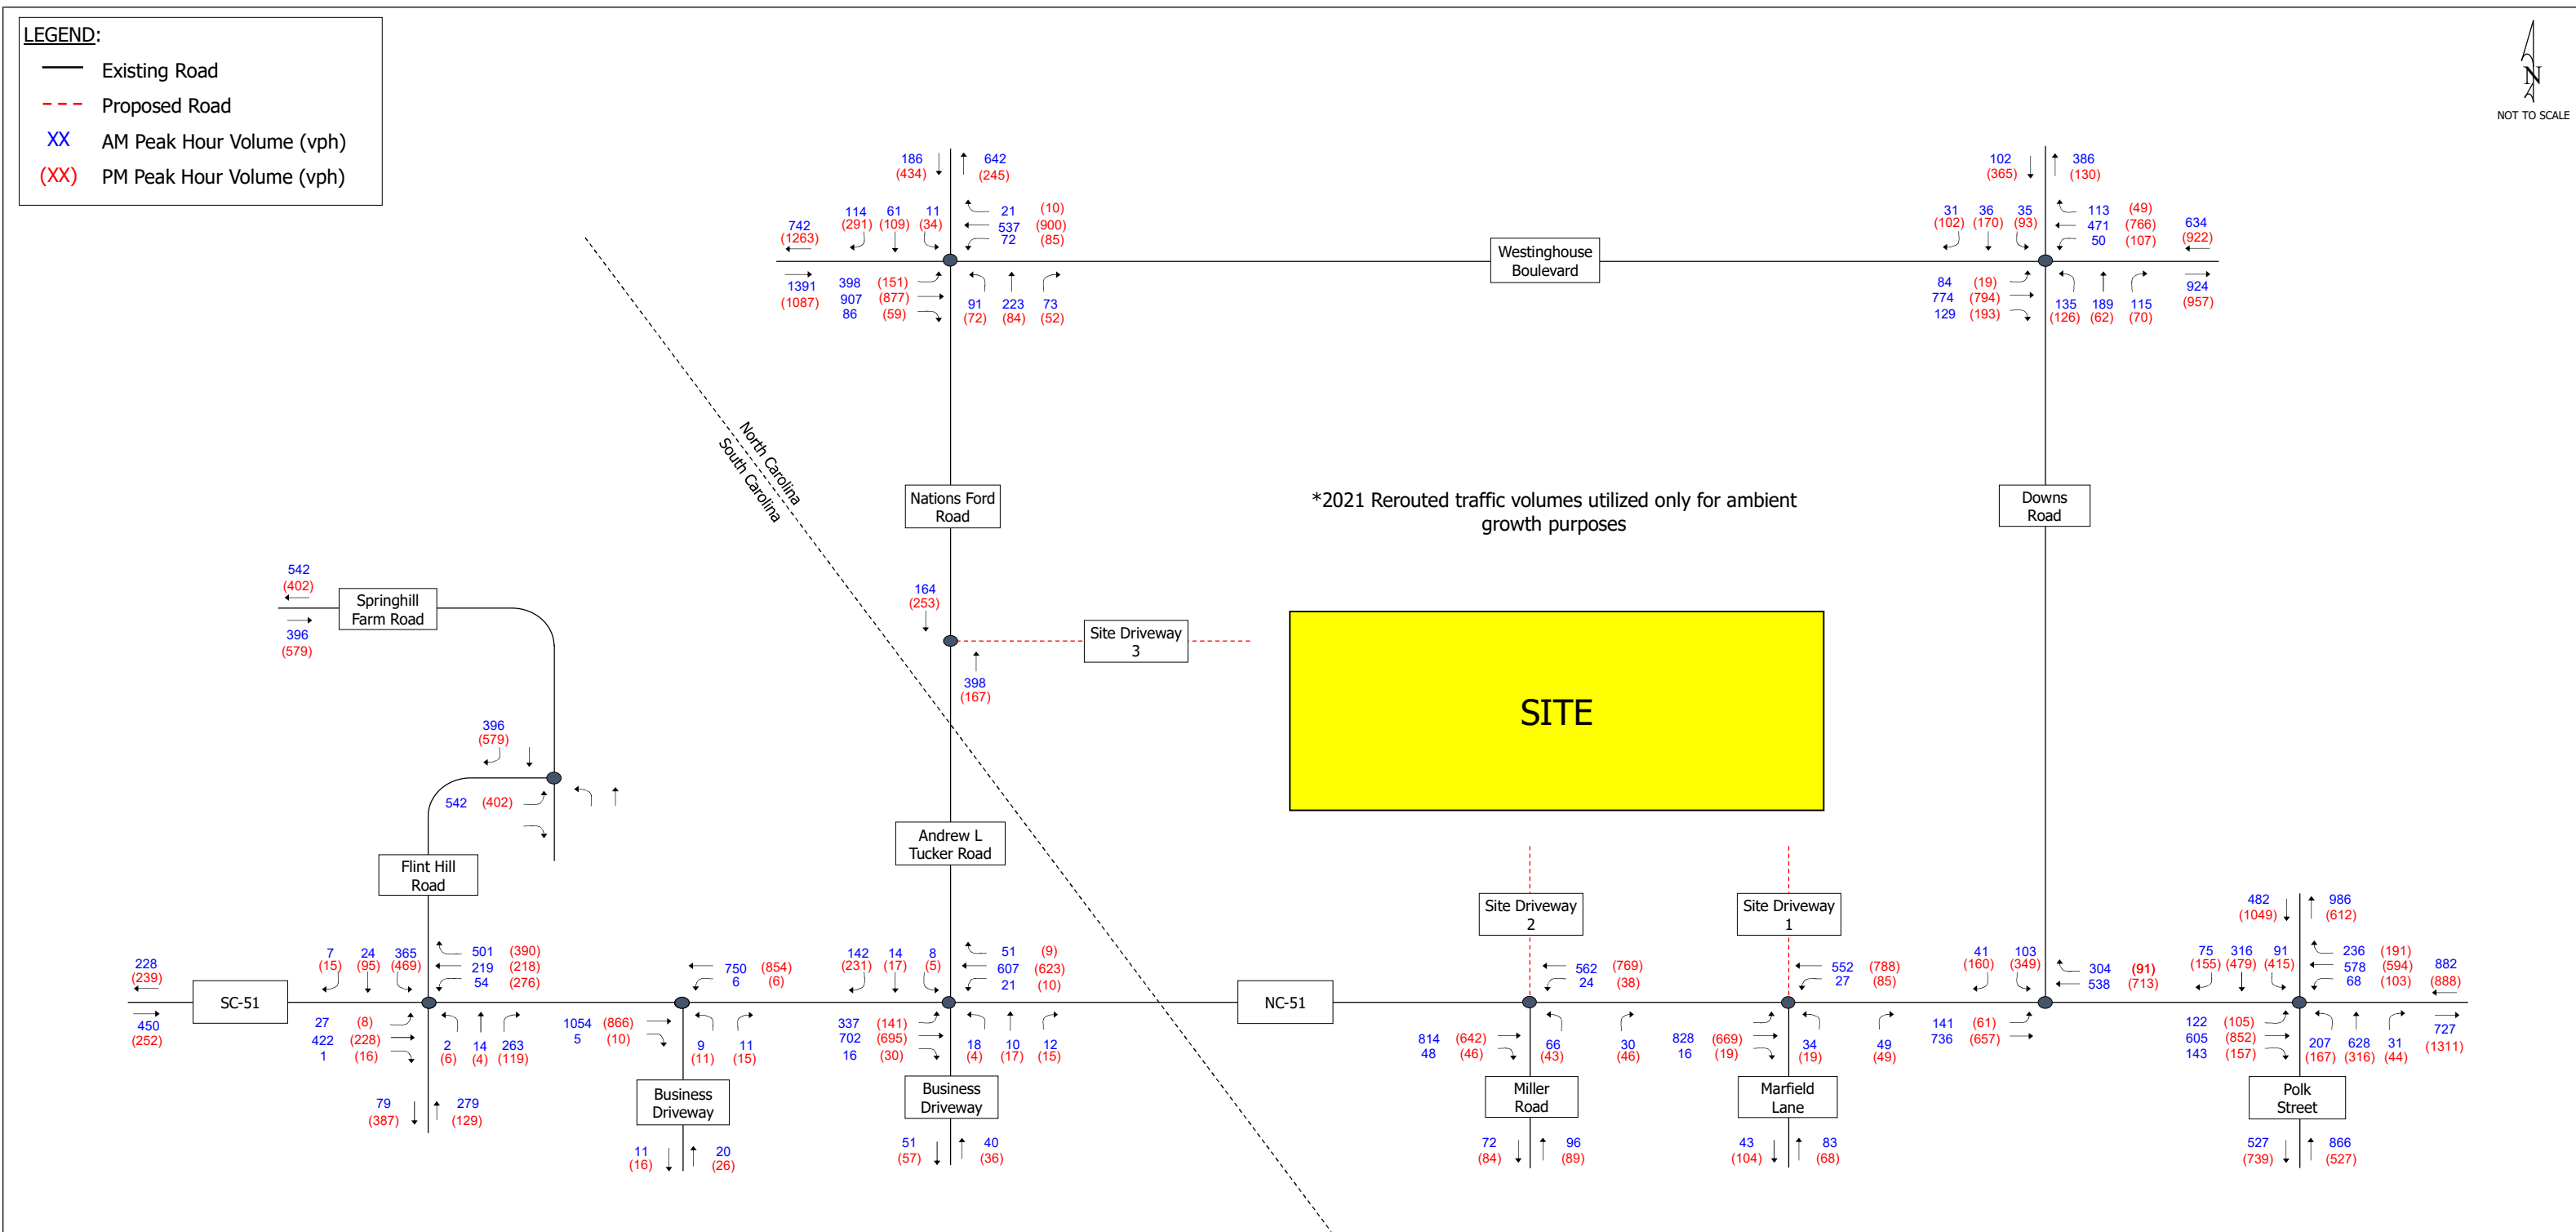 LEGEND:
Existing Road
Proposed Road
XX AM Peak Hour Volume (vph)
(XX) PM Peak Hour Volume (vph)
N
NOT TO SCALE
186 642
(434) (245)
114 61 11 21 (10)
(291) (109) (34) 537 (900)
72 (85)
742
(1263)
1391
(1087)
398 (151)
907 (877)
86 (59)
91 223 73
(72) (84) (52)
Westinghouse
Boulevard
102 386
(365) (130)
31 36 35 113 (49)
(102) (170) (93) 471 (766)
50 (107)
634
(922)
84 (19)
774 (794)
129 (193)
135 189 115
(126) (62) (70)
924
(957)
North Carolina
South Carolina
Nations Ford
Road
*2021 Rerouted traffic volumes utilized only for ambient
growth purposes
Downs
Road
542
(402)
Springhill
Farm Road
396
(579)
164
(253)
Site Driveway
3
398
(167)
SITE
396
(579)
542 (402)
Flint Hill
Road
Andrew L
Tucker Road
Site Driveway
2
Site Driveway
1
482 986
(1049) (612)
228
(239)
SC-51
450
(252)
7 24 365
(15) (95) (469)
501 (390)
219 (218)
54 (276)
27 (8)
422 (228)
1 (16)
2 14 263
(6) (4) (119)
79 279
(387) (129)
750 (854)
6 (6)
1054 (866)
5 (10)
9 11
(11) (15)
Business
Driveway
11 20
(16) (26)
142 14 8
(231) (17) (5)
51 (9)
607 (623)
21 (10)
337 (141)
702 (695)
16 (30)
18 10 12
(4) (17) (15)
Business
Driveway
51 40
(57) (36)
NC-51
562 (769)
24 (38)
814 (642)
48 (46)
66 30
(43) (46)
Miller
Road
72 96
(84) (89)
552 (788)
27 (85)
828 (669)
16 (19)
34 49
(19) (49)
Marfield
Lane
43 83
(104) (68)
41 103
(160) (349)
304 (91)
538 (713)
141 (61)
736 (657)
75 316 91
(155) (479) (415)
236 (191)
578 (594)
68 (103)
882
(888)
122 (105)
605 (852)
143 (157)
207 628 31
(167) (316) (44)
727
(1311)
Polk
Street
527 866
(739) (527)